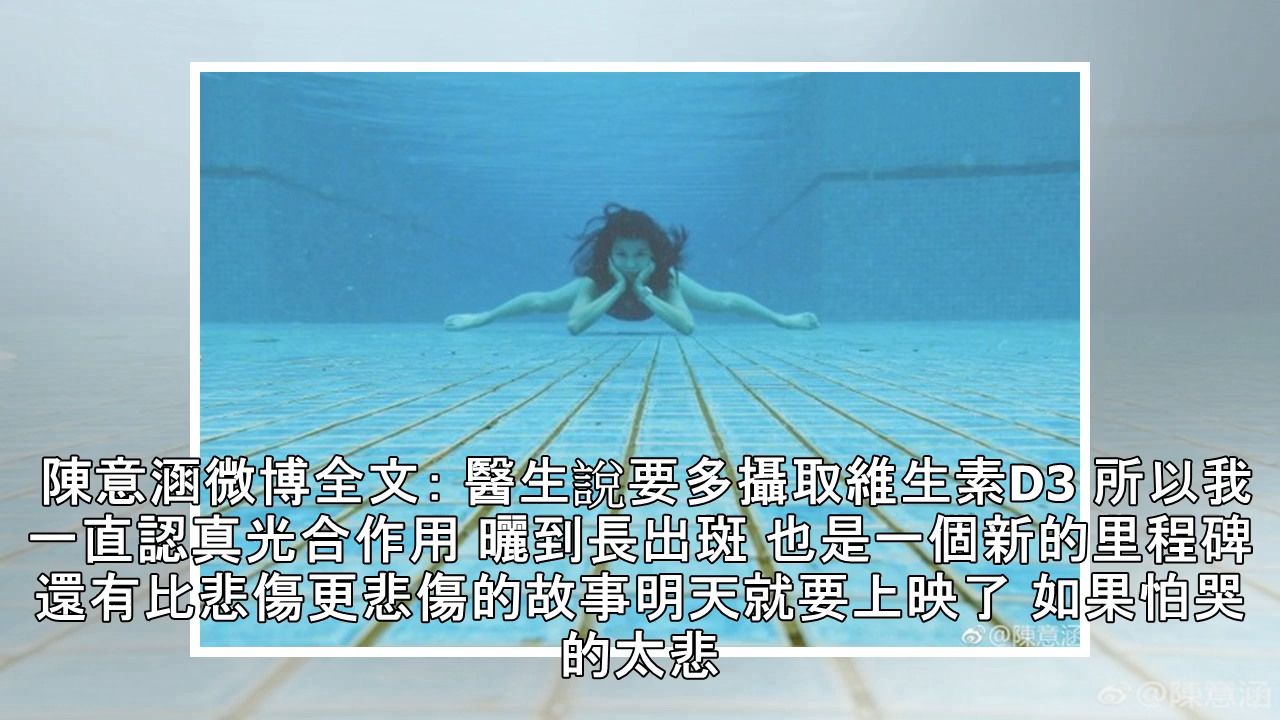 陳意涵微博全文：醫生說要多攝取維生素D3 所以我
一直認真光合作用 曬到長出斑 也是一個新的里程碑
還有比悲傷更悲傷的故事明天就要上映了 如果怕哭
的太悲
@陳意涵
@陳意涵